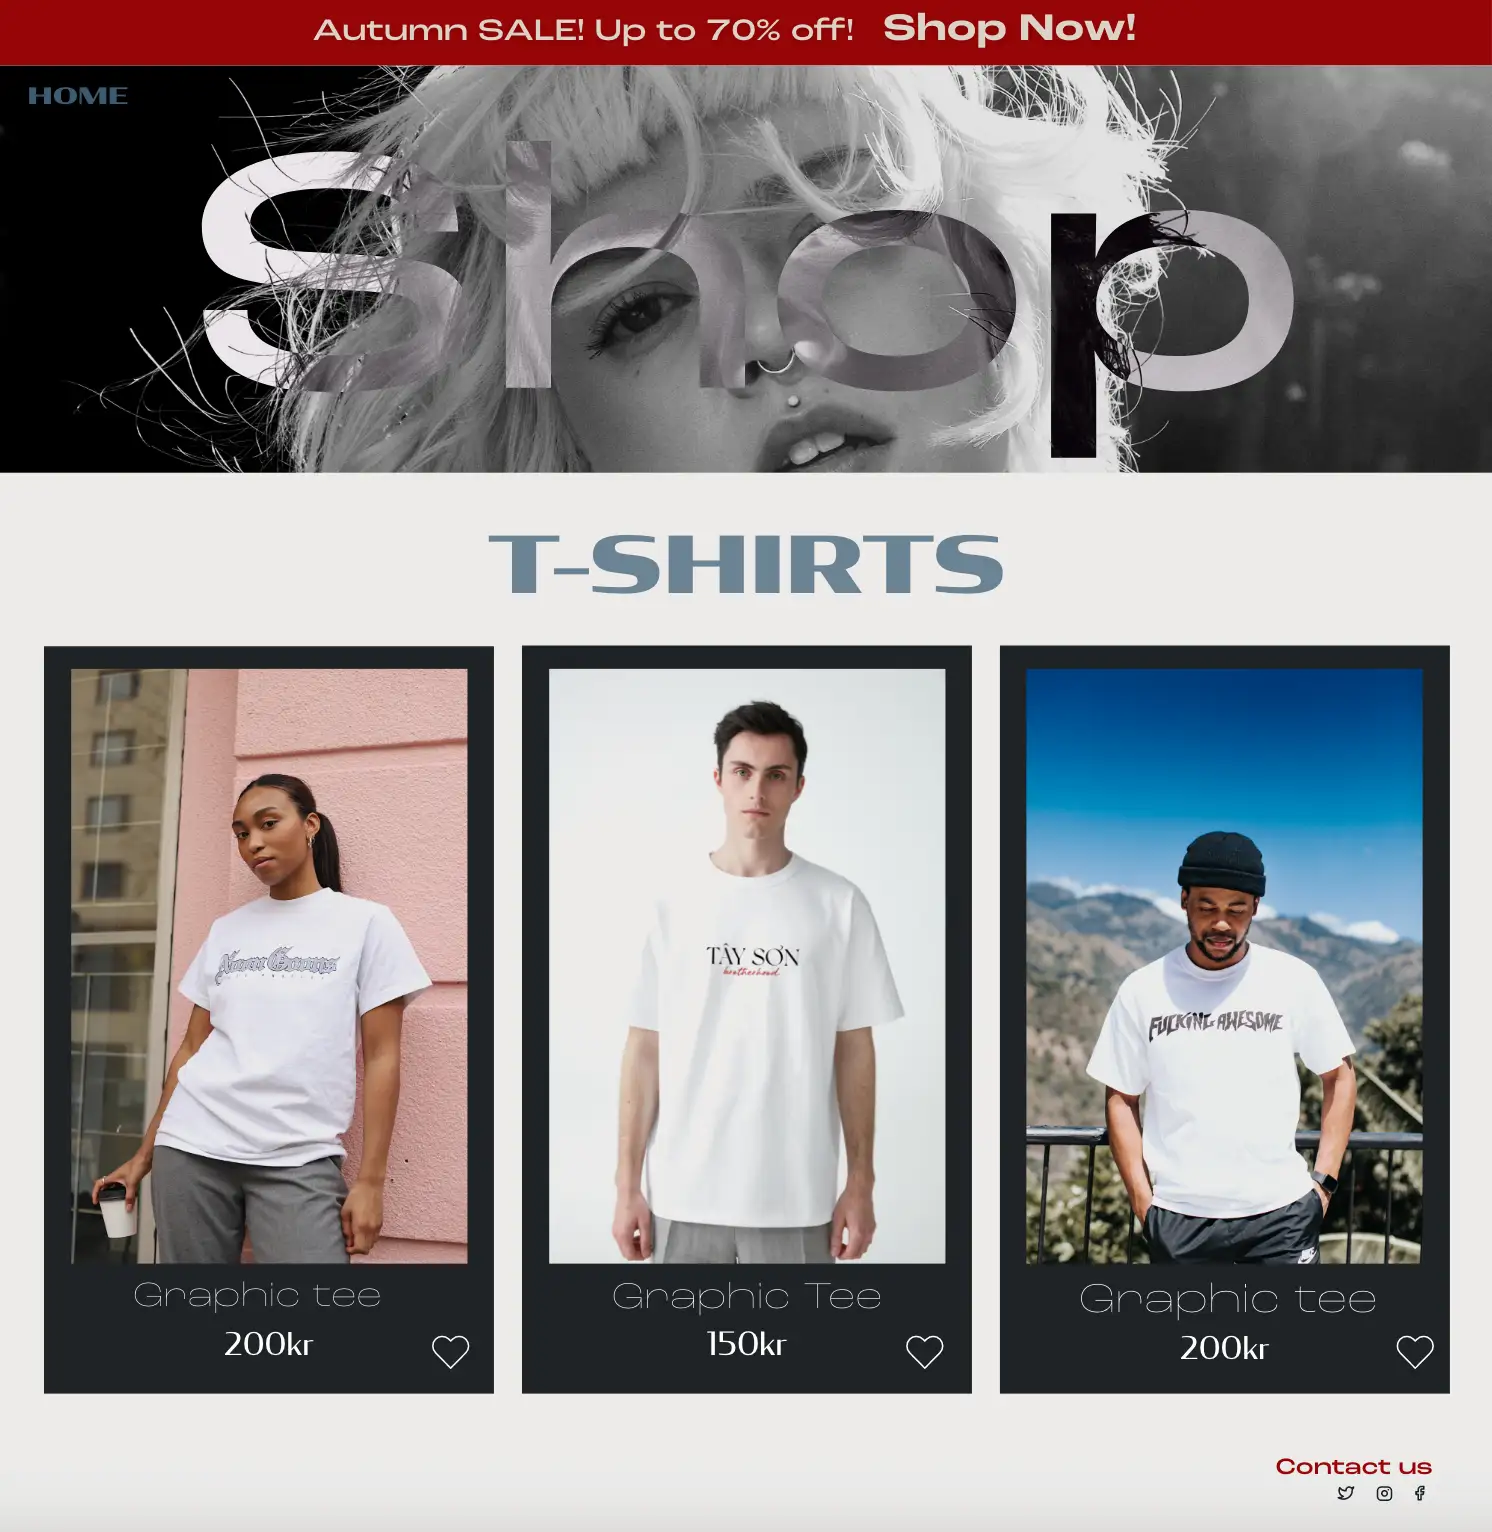 Autumn SALE! Up to 70% off! Shop Now!
HOME
shop
T-SHIRTS
TÂY SƠN
brotherhood
FUCKING AWESOME
Graphic tee
200kr
Graphic Tee
150kr
Graphic tee
200kr
Contact us